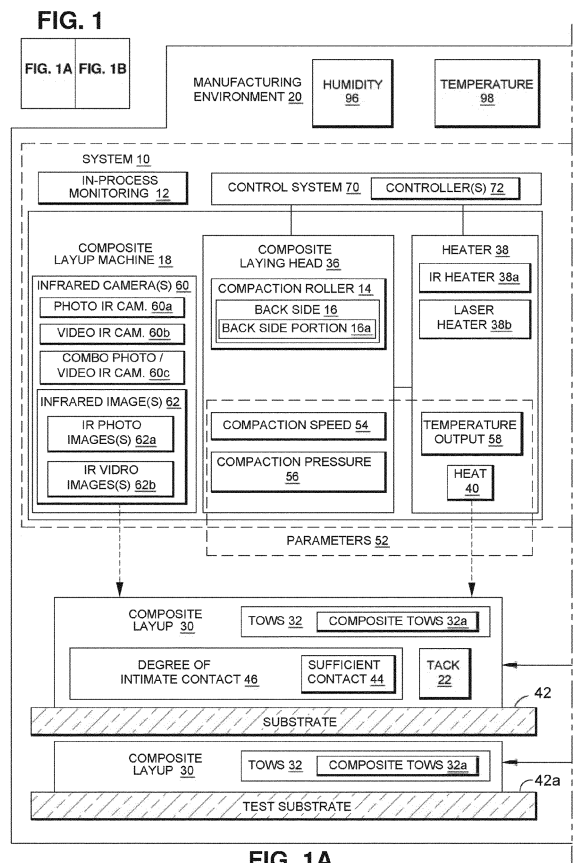 FIG. 1
FIG. 1A FIG. 1B
MANUFACTURING
ENVIRONMENT 20
HUMIDITY
96
TEMPERATURE
98
SYSTEM 10
IN-PROCESS
MONITORING 12
CONTROL SYSTEM 70
CONTROLLER(S) 72
COMPOSITE
LAYUP MACHINE 18
INFRARED CAMERA(S) 60
PHOTO IR CAM. 60a
VIDEO IR CAM. 60b
COMBO PHOTO /
VIDEO IR CAM. 60c
INFRARED IMAGE(S) 62
IR PHOTO
IMAGES(S) 62a
IR VIDRO
IMAGES(S) 62b
COMPOSITE
LAYING HEAD 36
COMPACTION ROLLER 14
BACK SIDE 16
BACK SIDE PORTION 16a
COMPACTION SPEED 54
COMPACTION PRESSURE
56
HEATER 38
IR HEATER 38a
LASER
HEATER 38b
TEMPERATURE
OUTPUT 58
HEAT
40
PARAMETERS 52
COMPOSITE
LAYUP 30
TOWS 32
COMPOSITE TOWS 32a
DEGREE OF
INTIMATE CONTACT 46
SUFFICIENT
CONTACT 44
TACK
22
42
SUBSTRATE
COMPOSITE
LAYUP 30
TOWS 32
COMPOSITE TOWS 32a
42a
TEST SUBSTRATE
FIG. 1A